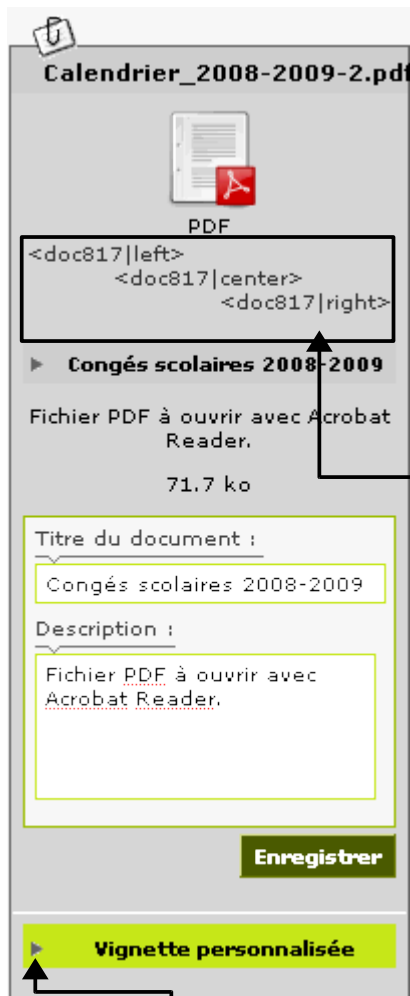 Calendrier_2008-2009-2.pdf
PDF
<doc817|left>
<doc817|center>
<doc817|right>
Congés scolaires 2008-2009
Fichier PDF à ouvrir avec Acrobat
Reader.
71.7 ko
Titre du document :
Congés scolaires 2008-2009
Description :
Fichier PDF à ouvrir avec
Acrobat Reader.
Enregistrer
Vignette personnalisée